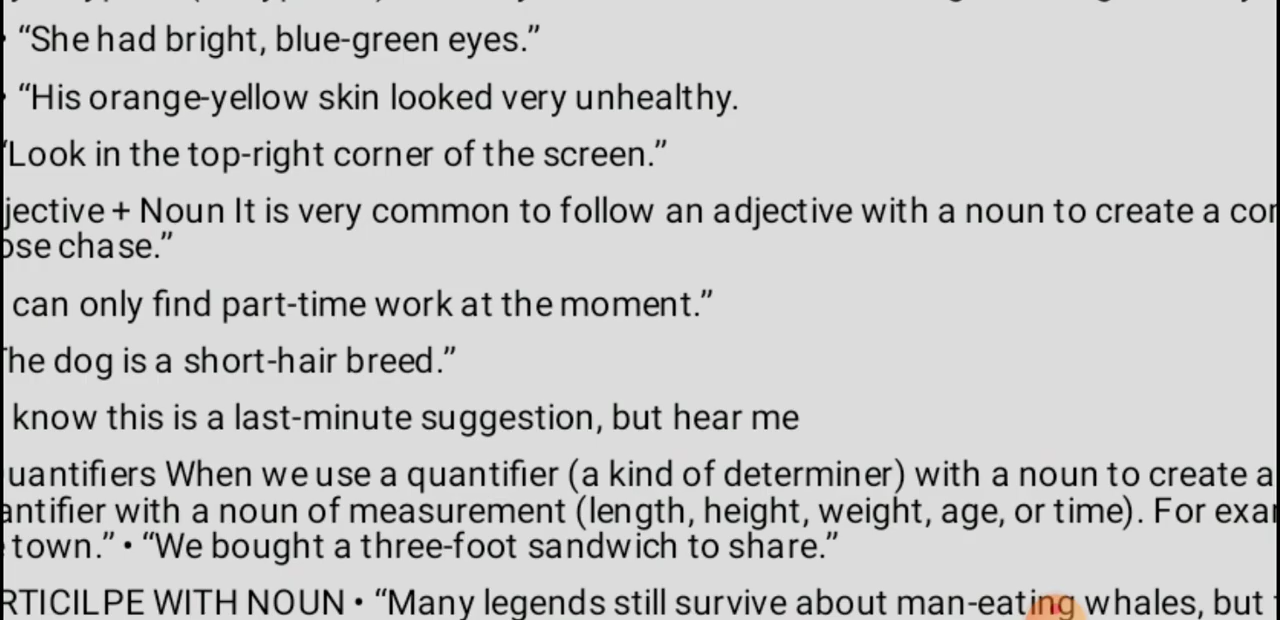 • “She had bright, blue-green eyes.”
• “His orange-yellow skin looked very unhealthy.
“Look in the top-right corner of the screen.”
jective + Noun It is very common to follow an adjective with a noun to create a
ose chase.”
can only find part-time work at the moment.”
The dog is a short-hair breed.”
know this is a last-minute suggestion, but hear me
uantifiers When we use a quantifier (a kind of determiner) with a noun to create a
antifier with a noun of measurement (length, height, weight, age, or time). For
town.” • “We bought a three-foot sandwich to share.”
RTICILPE WITH NOUN • “Many legends still survive about man-eating whales, but